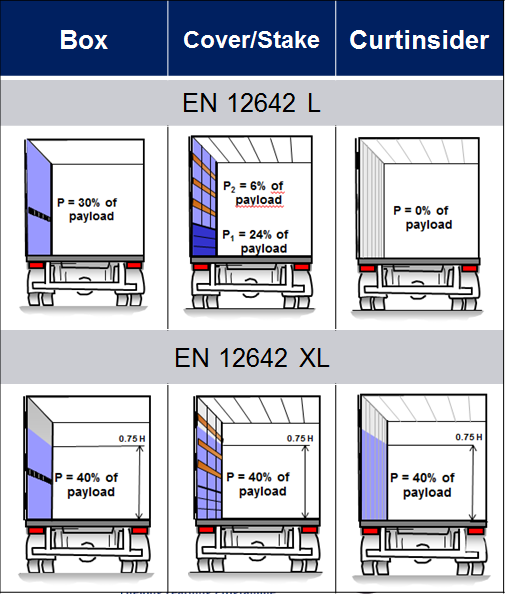 Box
Cover/Stake
Curtinsider
EN 12642 L
P = 30% of
payload
P2 = 6% of
payload
P1 = 24% of
payload
P = 0% of
payload
EN 12642 XL
0.75 H
P = 40% of
payload
0.75 H
P = 40% of
payload
0.75 H
P = 40% of
payload